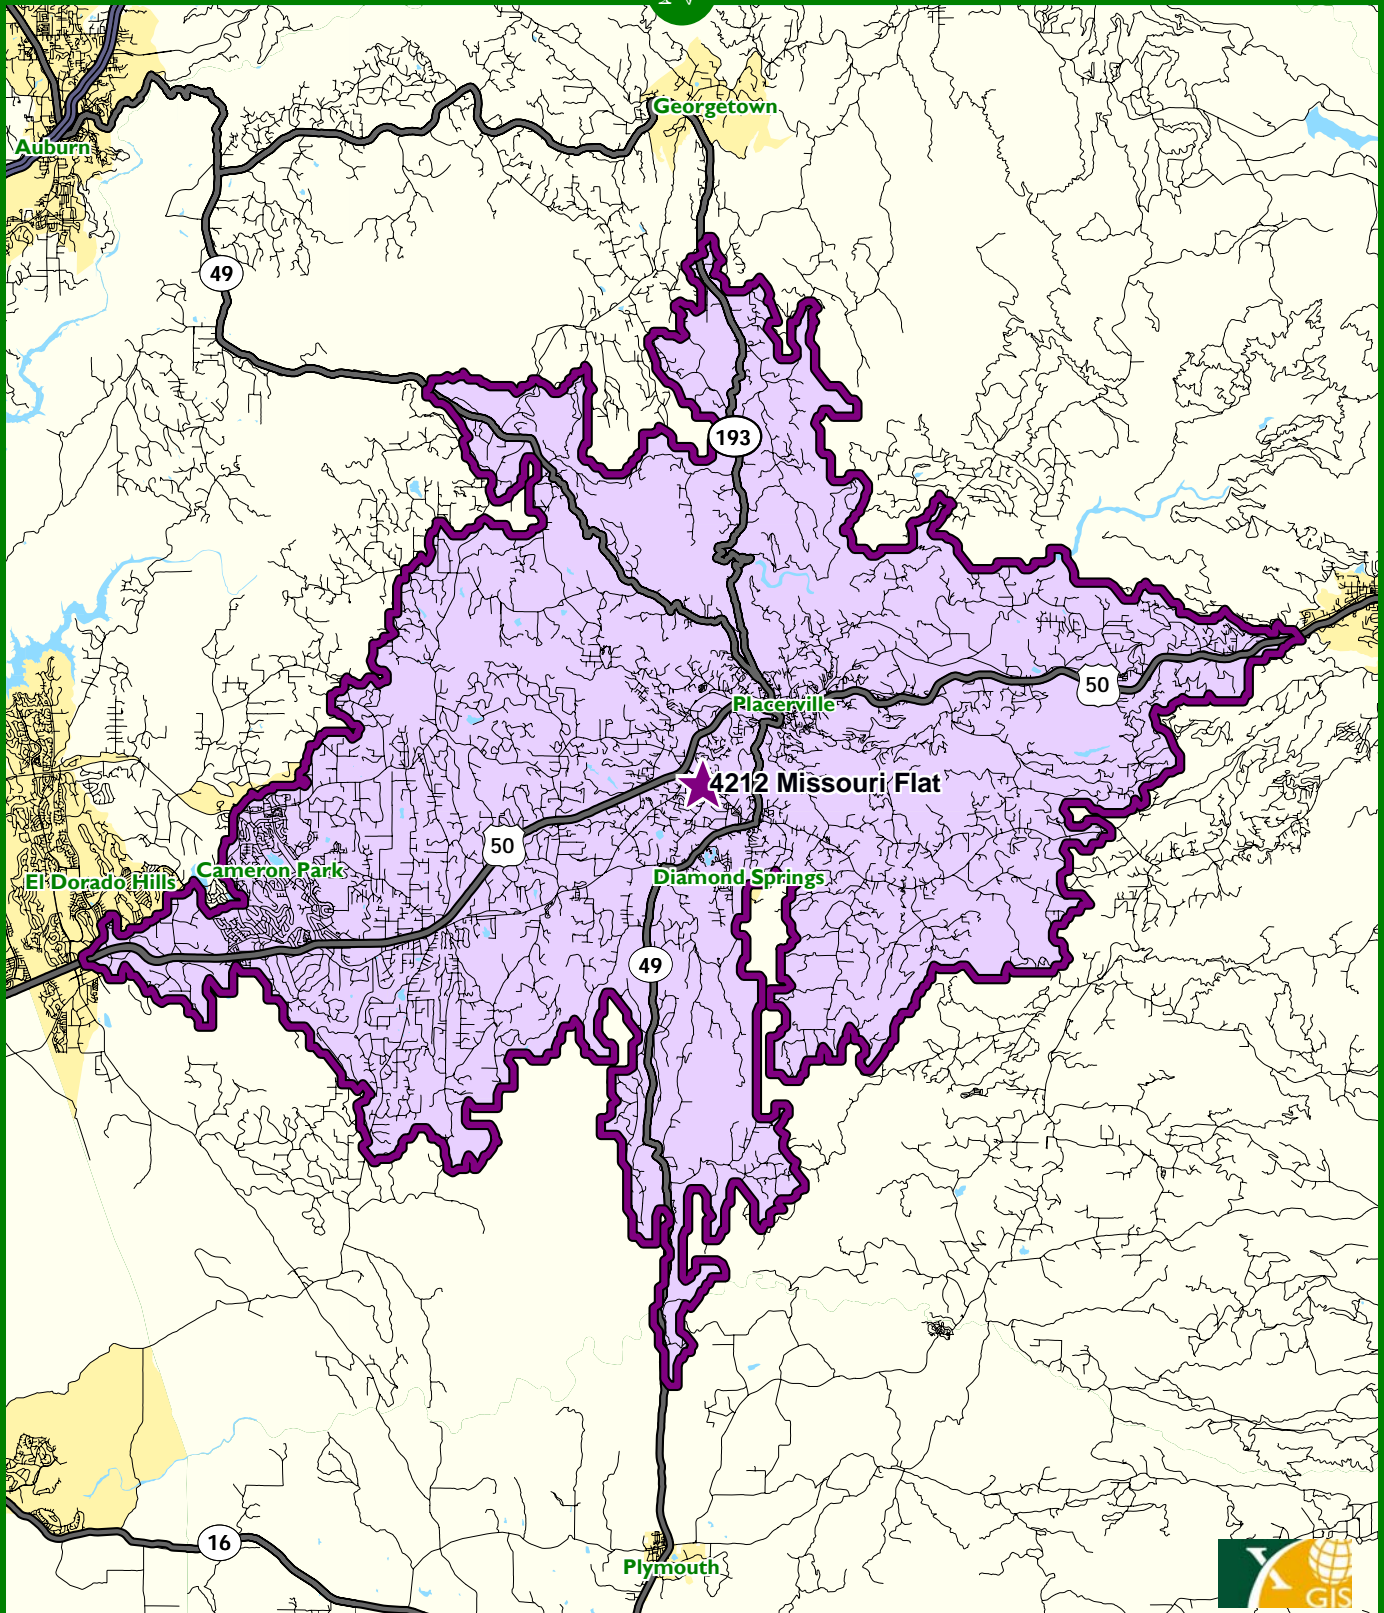 Georgetown
Auburn
49
193
50
Placerville
4212 Missouri Flat
50
Cameron Park
El Dorado Hills
Diamond Springs
49
16
Plymouth
GIS